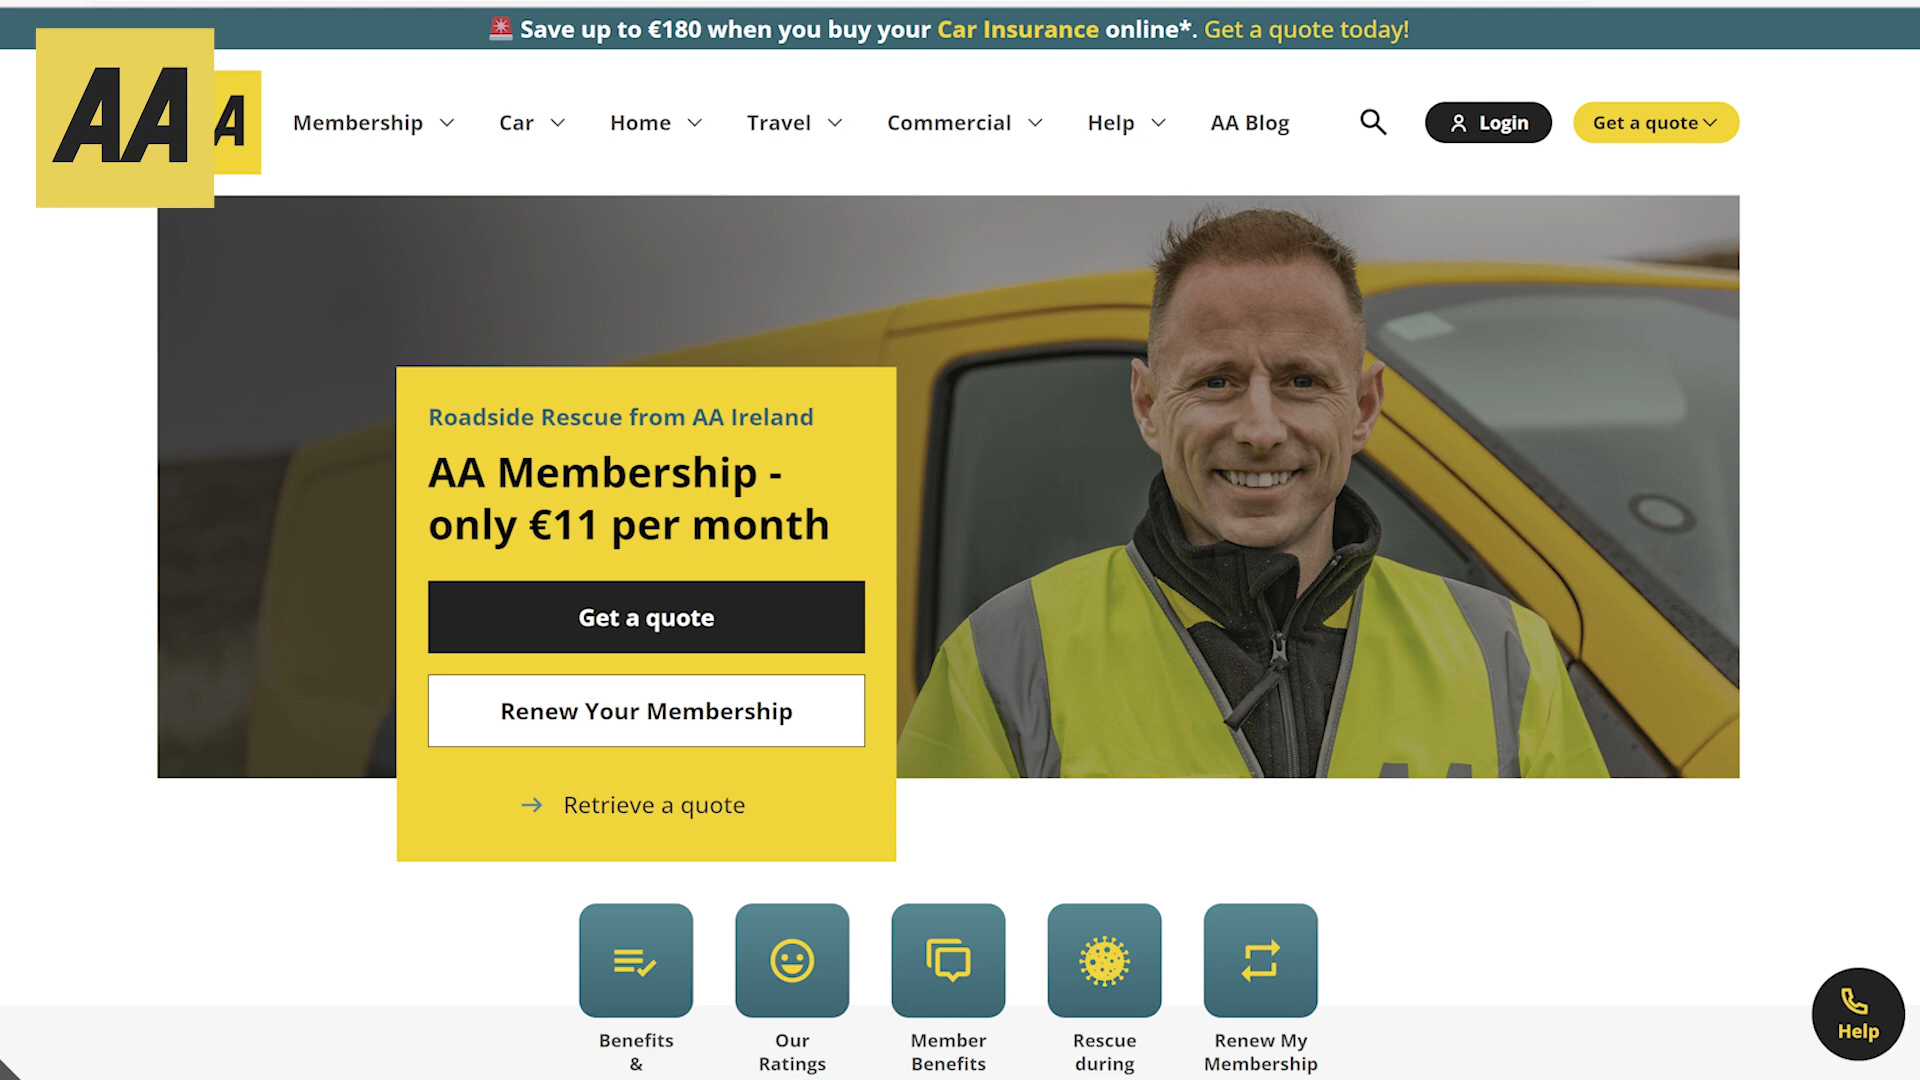 🚨 Save up to €180 when you buy your Car Insurance online*. Get a quote today!
AA
A
Membership
Car
Home
Travel
Commercial
Help
AA Blog
Login
Get a quote
Roadside Rescue from AA Ireland
AA Membership -
only €11 per month
Get a quote
Renew Your Membership
→ Retrieve a quote
Benefits
&
Our
Ratings
Member
Benefits
Rescue
during
Renew My
Membership
Help